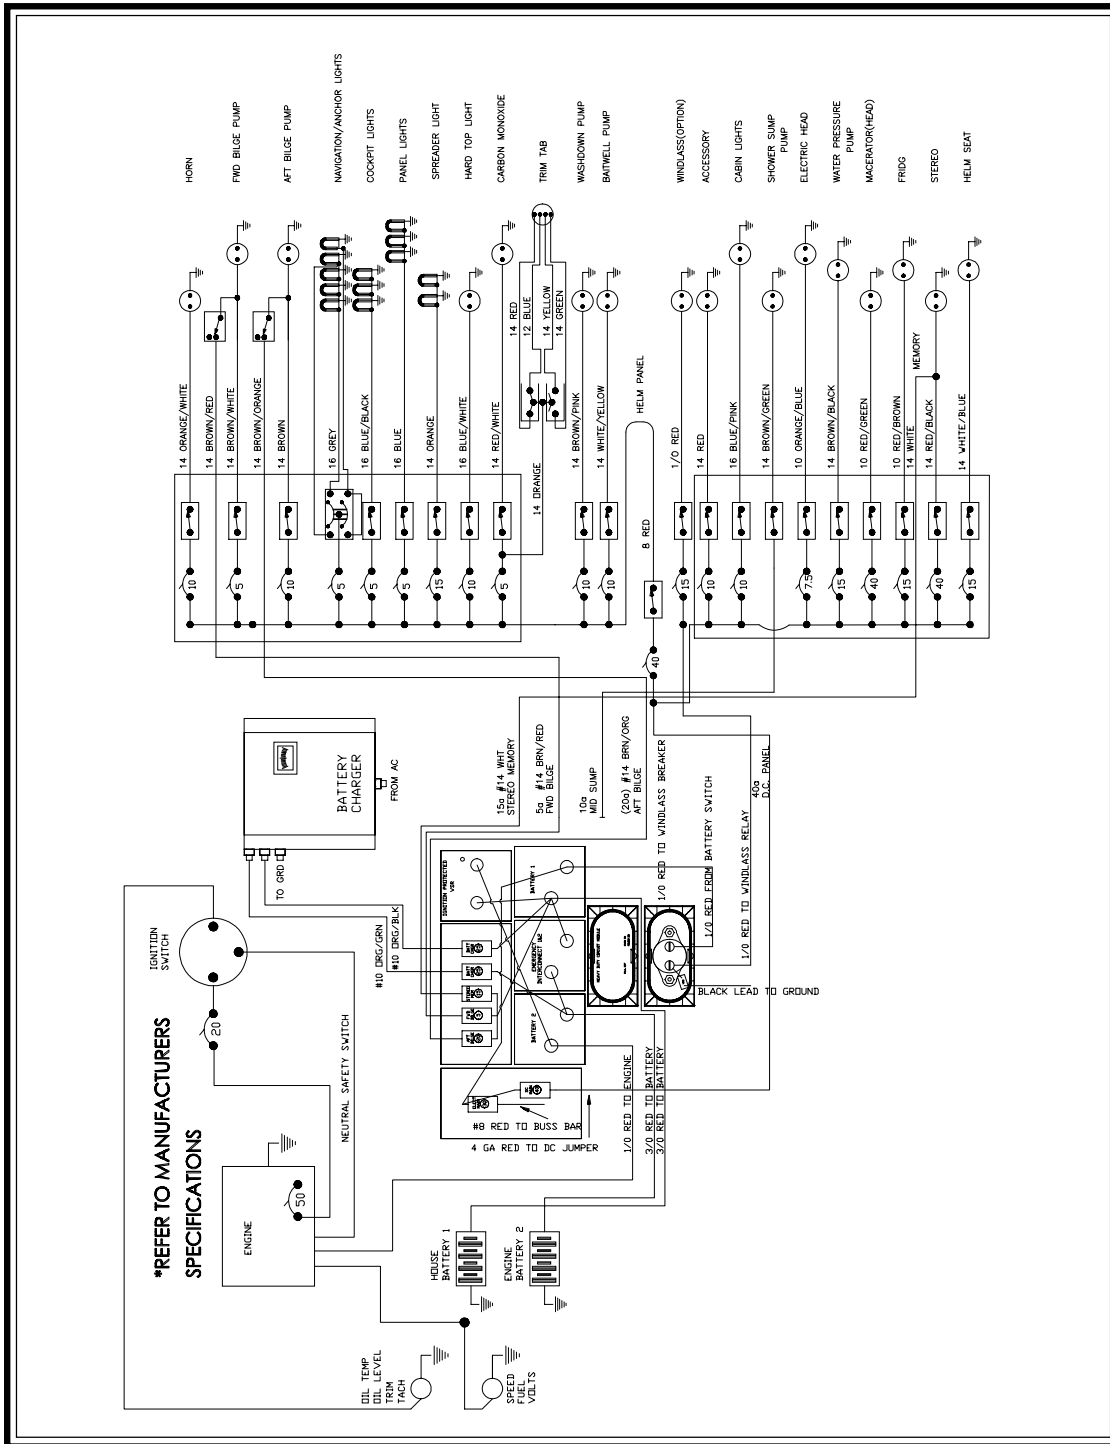 HORN
FWD BILGE PUMP
AFT BILGE PUMP
NAVIGATION/ANCHOR LIGHTS
COCKPIT LIGHTS
PANEL LIGHTS
SPREADER LIGHT
HARD TOP LIGHT
CARBON MONOXIDE
TRIM TAB
WASHDOWN PUMP
BAITWELL PUMP
WINDLASS(OPTION)
ACCESSORY
CABIN LIGHTS
SHOWER SUMP
PUMP
ELECTRIC HEAD
WATER PRESSURE
PUMP
MACERATOR(HEAD)
FRIDG
STEREO
HELM SEAT
14 RED
12 BLUE
14 YELLOW
14 GREEN
HELM PANEL
MEMORY
14 ORANGE/WHITE
14 BROWN/RED
14 BROWN/WHITE
14 BROWN/ORANGE
14 BROWN
16 GREY
16 BLUE/BLACK
16 BLUE
14 ORANGE
16 BLUE/WHITE
14 RED/WHITE
14 ORANGE
14 BROWN/PINK
14 WHITE/YELLOW
8 RED
1/0 RED
14 RED
16 BLUE/PINK
14 BROWN/GREEN
10 ORANGE/BLUE
14 BROWN/BLACK
10 RED/GREEN
10 RED/BROWN
14 WHITE
14 RED/BLACK
14 WHITE/BLUE
10
5
10
5
5
5
15
10
5
10
10
15
10
10
7.5
15
40
15
40
15
40
BATTERY
CHARGER
FROM AC
TO GRD
15a #14 WHT
STEREO MEMORY
5a #14 BRN/RED
FWD BILGE
10a
MID SUMP
(20a) #14 BRN/ORG
AFT BILGE
1/0 RED TO WINDLASS BREAKER
1/0 RED FROM BATTERY SWITCH
1/0 RED TO WINDLASS RELAY
40a
D.C. PANEL
IGNITION
SWITCH
20
#10 ORG/GRN
#10 ORG/BLK
IGNITION PROTECTED
VSR
BATTERY 1
EMERGENCY
INTERCONNECT 1&2
BATTERY 2
HEAVY DUTY CIRCUIT MODULE
BLACK LEAD TO GROUND
NEUTRAL SAFETY SWITCH
*REFER TO MANUFACTURERS
SPECIFICATIONS
#8 RED TO BUSS BAR
4 GA RED TO DC JUMPER
1/0 RED TO ENGINE
3/0 RED TO BATTERY
3/0 RED TO BATTERY
ENGINE
50
HOUSE
BATTERY 1
ENGINE
BATTERY 2
OIL TEMP
OIL LEVEL
TRIM
TACH
SPEED
FUEL
VOLTS